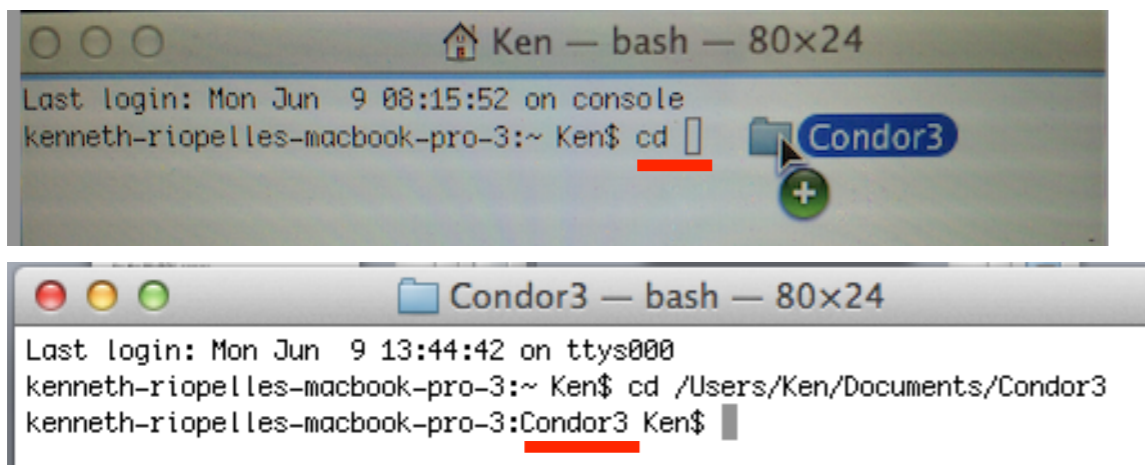 Ken — bash — 80×24
Last login: Mon Jun  9 08:15:52 on console
kenneth-riopelles-macbook-pro-3:~ Ken$ cd
Condor3
Condor3 — bash — 80×24
Last login: Mon Jun  9 13:44:42 on ttys000
kenneth-riopelles-macbook-pro-3:~ Ken$ cd /Users/Ken/Documents/Condor3
kenneth-riopelles-macbook-pro-3:Condor3 Ken$